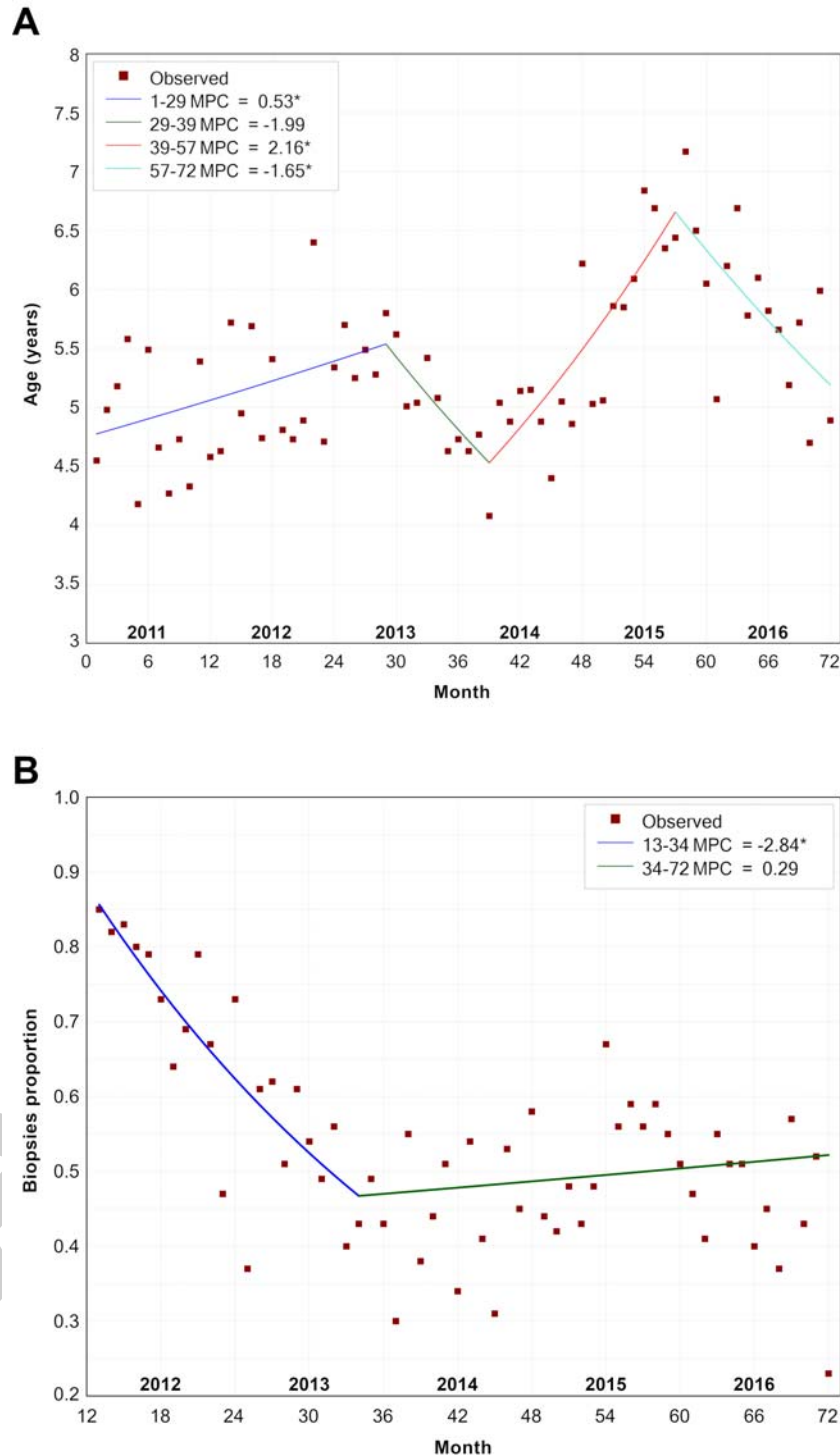 A
8
7.5
7
6.5
6
5.5
5
4.5
4
3.5
3
Age (years)
Observed
1-29 MPC = 0.53*
29-39 MPC = -1.99
39-57 MPC = 2.16*
57-72 MPC = -1.65*
2011 2012 2013 2014 2015 2016
0 6 12 18 24 30 36 42 48 54 60 66 72
Month
B
1.0
0.9
0.8
0.7
0.6
0.5
0.4
0.3
0.2
Biopsies proportion
Observed
13-34 MPC = -2.84*
34-72 MPC = 0.29
2012 2013 2014 2015 2016
12 18 24 30 36 42 48 54 60 66 72
Month